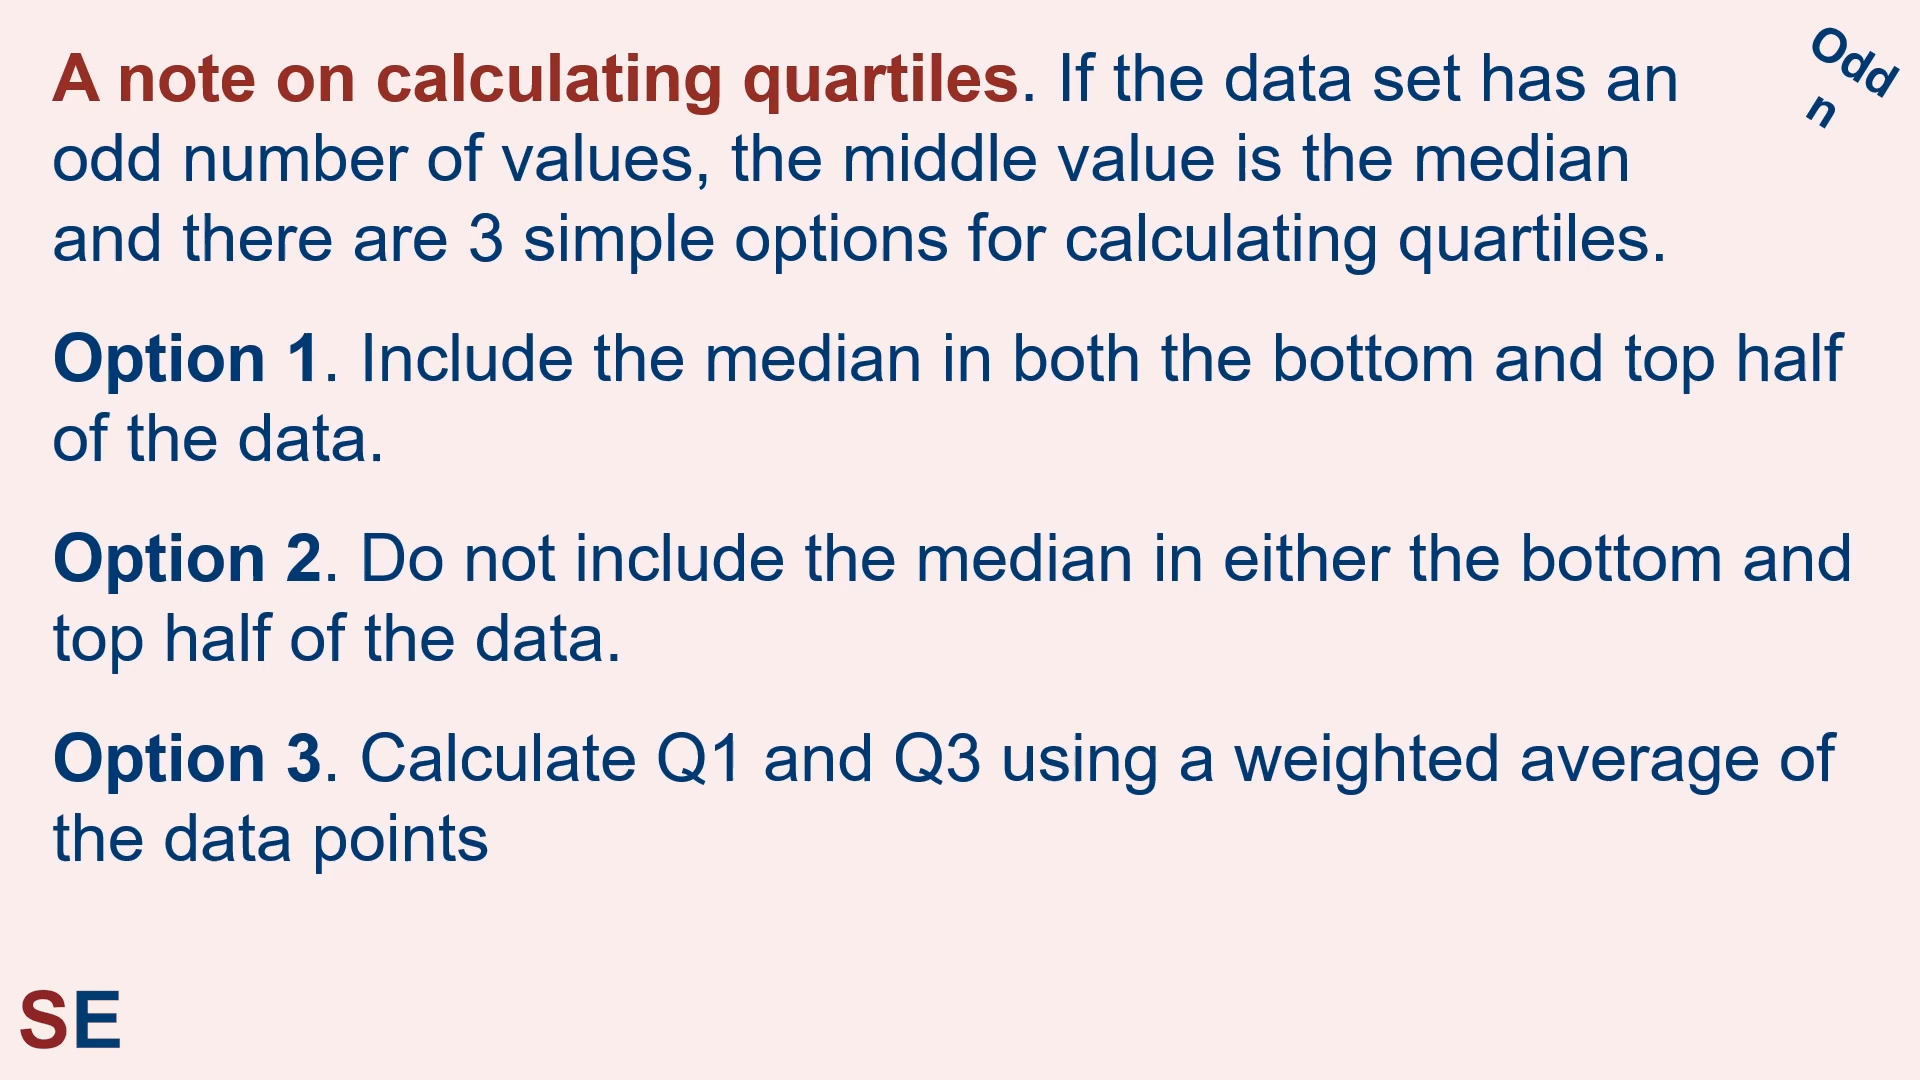 A note on calculating quartiles. If the data set has an
odd number of values, the middle value is the median
and there are 3 simple options for calculating quartiles.
Odd
n
Option 1. Include the median in both the bottom and top half
of the data.
Option 2. Do not include the median in either the bottom and
top half of the data.
Option 3. Calculate Q1 and Q3 using a weighted average of
the data points
SE